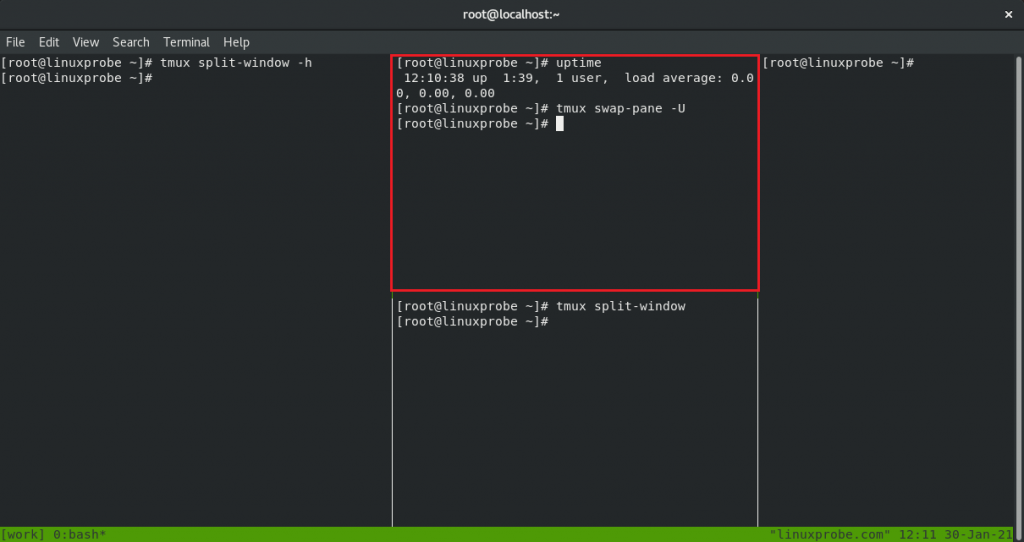 root@localhost:~
×
File Edit View Search Terminal Help
[root@linuxprobe ~]# tmux split-window -h
[root@linuxprobe ~]#
[root@linuxprobe ~]# uptime
 12:10:38 up  1:39,  1 user,  load average: 0.0
0, 0.00, 0.00
[root@linuxprobe ~]# tmux swap-pane -U
[root@linuxprobe ~]#
[root@linuxprobe ~]# tmux split-window
[root@linuxprobe ~]#
[root@linuxprobe ~]#
[work] 0:bash* "linuxprobe.com" 12:11 30-Jan-21